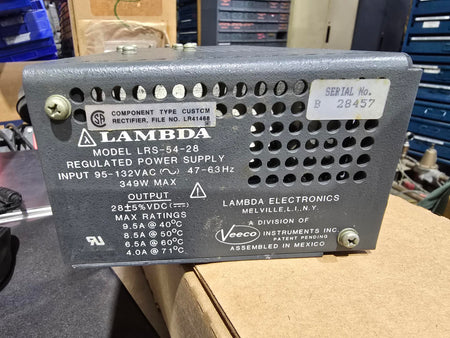 SERIAL No.
B 28457
SA
COMPONENT TYPE CUSTOM
RECTIFIER, FILE NO. LR41468
LAMBDA
MODEL LRS-54-28
REGULATED POWER SUPPLY
INPUT 95-132VAC (∿) 47-63Hz
349W MAX
OUTPUT
28±5%VDC (⎓)
MAX RATINGS
9.5A @ 40°C
8.5A @ 50°C
6.5A @ 60°C
4.0A @ 71°C
LAMBDA ELECTRONICS
MELVILLE, L.I., N.Y.
A DIVISION OF
Veeco INSTRUMENTS INC.
PATENT PENDING
ASSEMBLED IN MEXICO